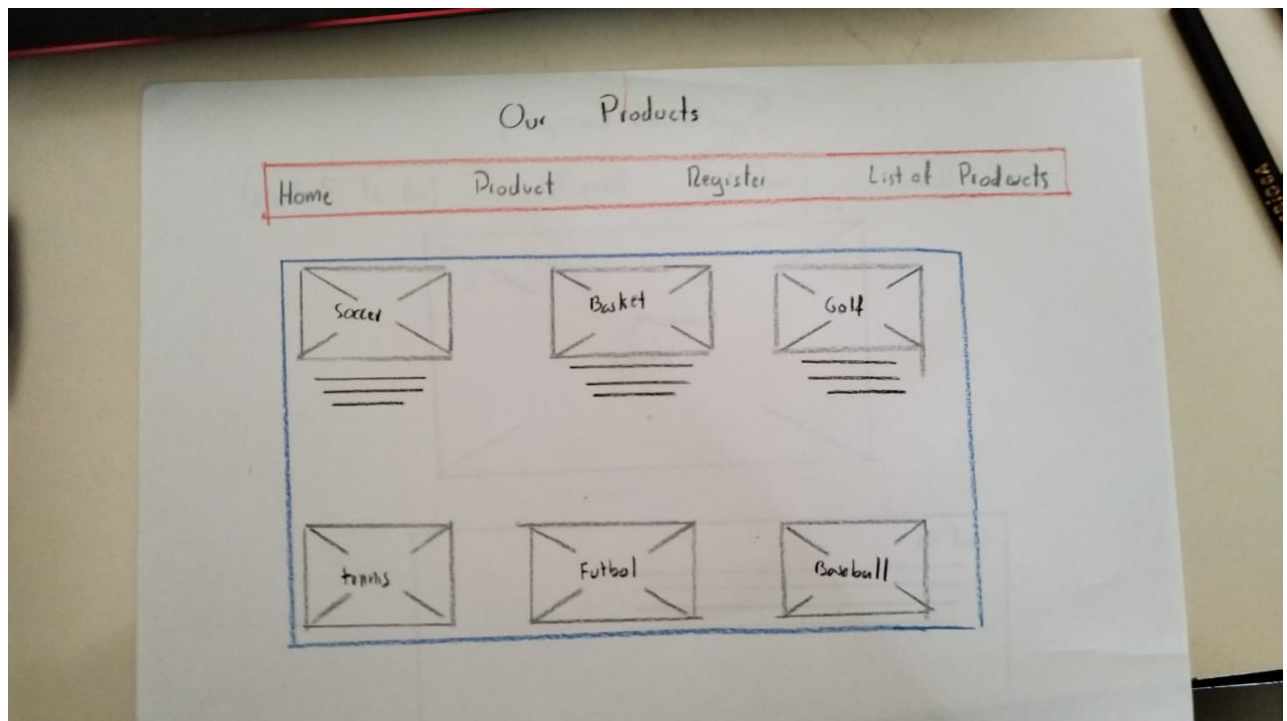 Our Products
Home Product Register List of Products
Soccer Basket Golf
tennis Futbol Baseball